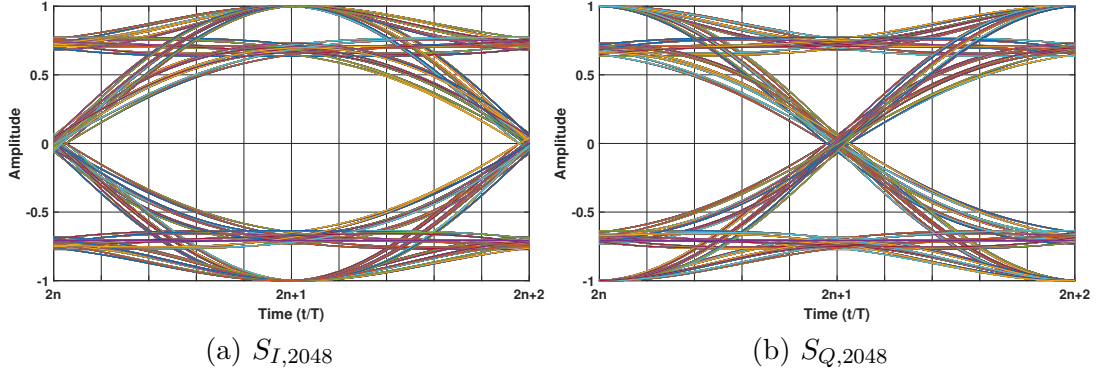 1
0.5
0
-0.5
-1
Amplitude
2n
2n+1
2n+2
Time (t/T)
(a) S_{I,2048}
1
0.5
0
-0.5
-1
Amplitude
2n
2n+1
2n+2
Time (t/T)
(b) S_{Q,2048}